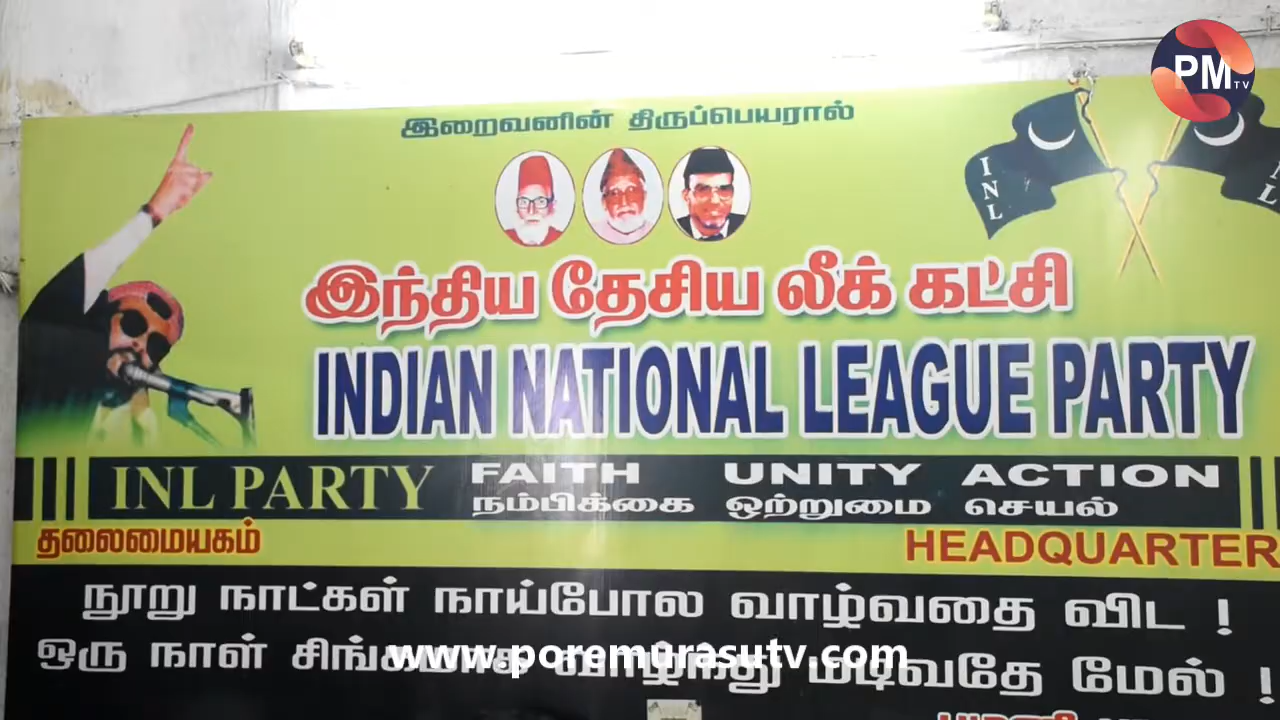 PM TV
இறைவனின் திருப்பெயரால்
INL
INL
இந்திய தேசிய லீக் கட்சி
INDIAN NATIONAL LEAGUE PARTY
INL PARTY FAITH UNITY ACTION
நம்பிக்கை ஒற்றுமை செயல்
தலைமையகம் HEADQUARTER
நூறு நாட்கள் நாய்போல வாழ்வதை விட !
ஒரு நாள் சிங்கமாக வாழ்ந்து மடிவதே மேல் !
www.poremurasutv.com